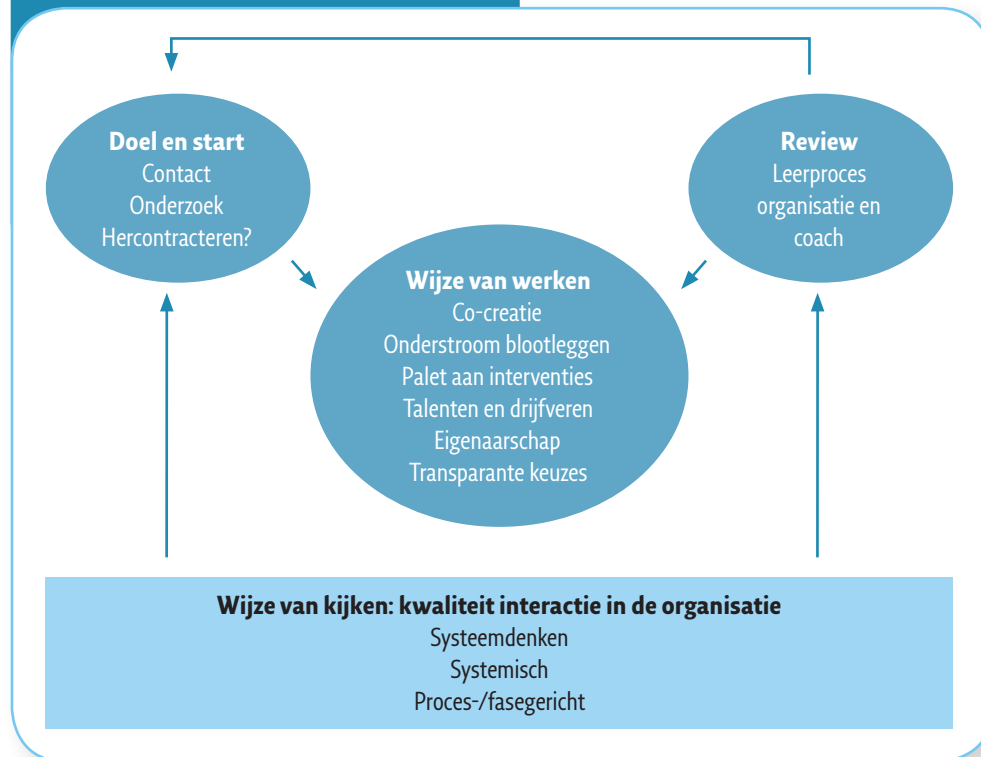 Doel en start
Contact
Onderzoek
Hercontracteren?
Review
Leerproces
organisatie en
coach
Wijze van werken
Co-creatie
Onderstroom blootleggen
Palet aan interventies
Talenten en drijfveren
Eigenaarschap
Transparante keuzes
Wijze van kijken: kwaliteit interactie in de organisatie
Systeemdenken
Systemisch
Proces-/fasegericht